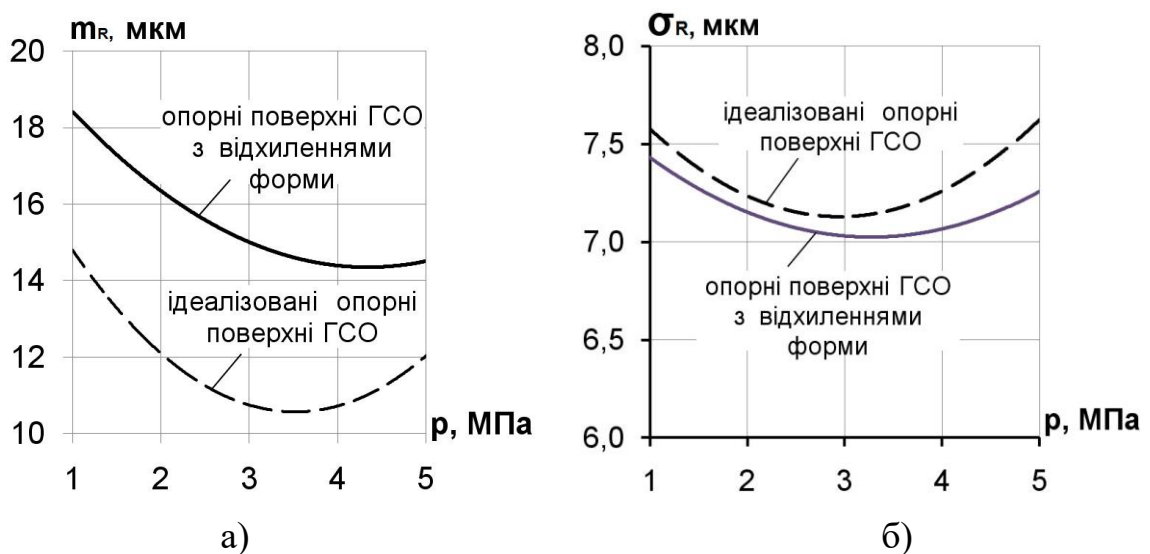 mR, мкм
20
18
16
14
12
10
опорні поверхні ГСО
з відхиленнями
форми
ідеалізовані опорні
поверхні ГСО
p, МПа
1 2 3 4 5
а)
σR, мкм
8,0
7,5
7,0
6,5
6,0
ідеалізовані опорні
поверхні ГСО
опорні поверхні ГСО
з відхиленнями
форми
p, МПа
1 2 3 4 5
б)